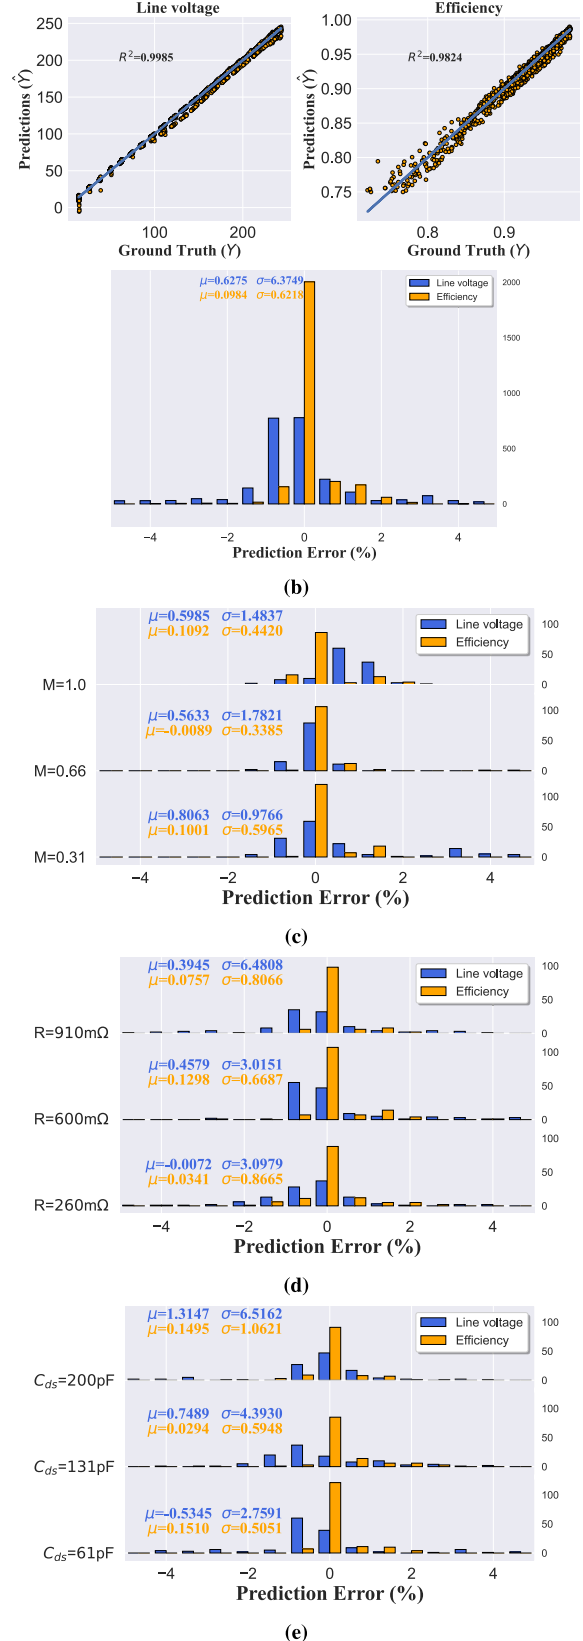 Line voltage
Efficiency
250
200
150
100
50
0
R²=0.9985
Predictions (Ŷ)
100
200
Ground Truth (Y)
1.00
0.95
0.90
0.85
0.80
0.75
R²=0.9824
Predictions (Ŷ)
0.8
0.9
Ground Truth (Y)
μ=0.6275 σ=6.3749
μ=0.0984 σ=0.6218
Line voltage
Efficiency
2000
1500
1000
500
0
−4 −2 0 2 4
Prediction Error (%)
(b)
μ=0.5985 σ=1.4837
μ=0.1092 σ=0.4420
Line voltage
Efficiency
100
50
0
M=1.0
μ=0.5633 σ=1.7821
μ=-0.0089 σ=0.3385
100
50
0
M=0.66
μ=0.8063 σ=0.9766
μ=0.1001 σ=0.5965
100
50
0
M=0.31
−4 −2 0 2 4
Prediction Error (%)
(c)
μ=0.3945 σ=6.4808
μ=0.0757 σ=0.8066
Line voltage
Efficiency
100
50
0
R=910mΩ
μ=0.4579 σ=3.0151
μ=0.1298 σ=0.6687
100
50
0
R=600mΩ
μ=-0.0072 σ=3.0979
μ=0.0341 σ=0.8665
100
50
0
R=260mΩ
−4 −2 0 2 4
Prediction Error (%)
(d)
μ=1.3147 σ=6.5162
μ=0.1495 σ=1.0621
Line voltage
Efficiency
100
50
0
C_ds=200pF
μ=0.7489 σ=4.3930
μ=0.0294 σ=0.5948
100
50
0
C_ds=131pF
μ=-0.5345 σ=2.7591
μ=0.1510 σ=0.5051
100
50
0
C_ds=61pF
−4 −2 0 2 4
Prediction Error (%)
(e)